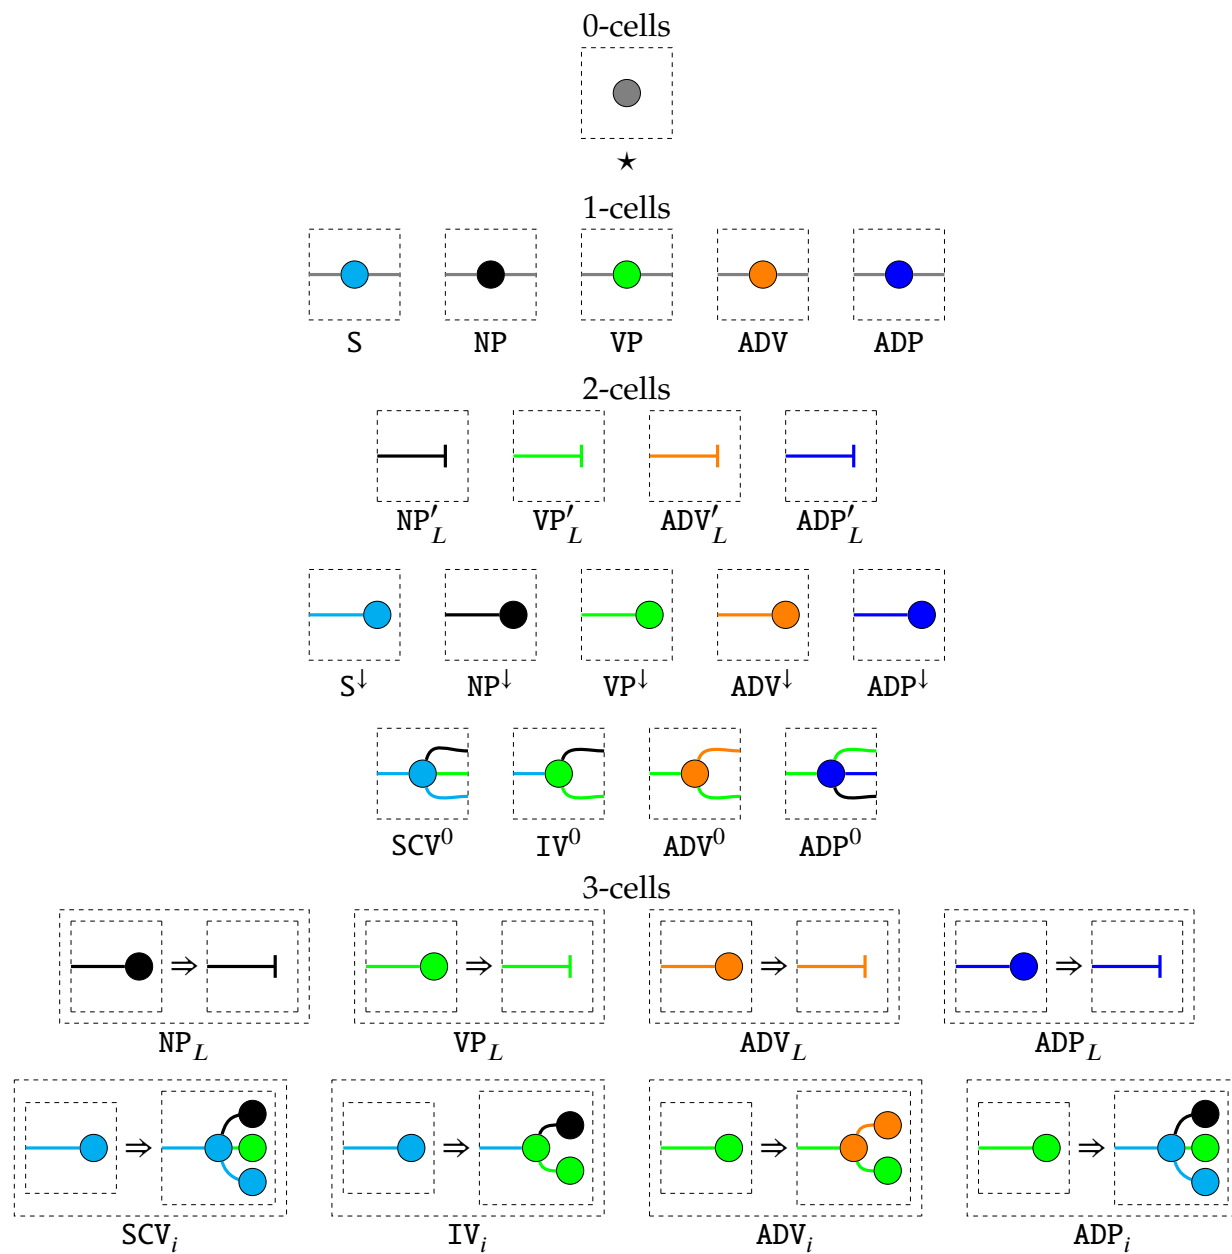 0-cells
★
1-cells
S NP VP ADV ADP
2-cells
NP′_L VP′_L ADV′_L ADP′_L
S^↓ NP^↓ VP^↓ ADV^↓ ADP^↓
SCV^0 IV^0 ADV^0 ADP^0
3-cells
⇒ ⇒ ⇒ ⇒
NP_L VP_L ADV_L ADP_L
⇒ ⇒ ⇒ ⇒
SCV_i IV_i ADV_i ADP_i